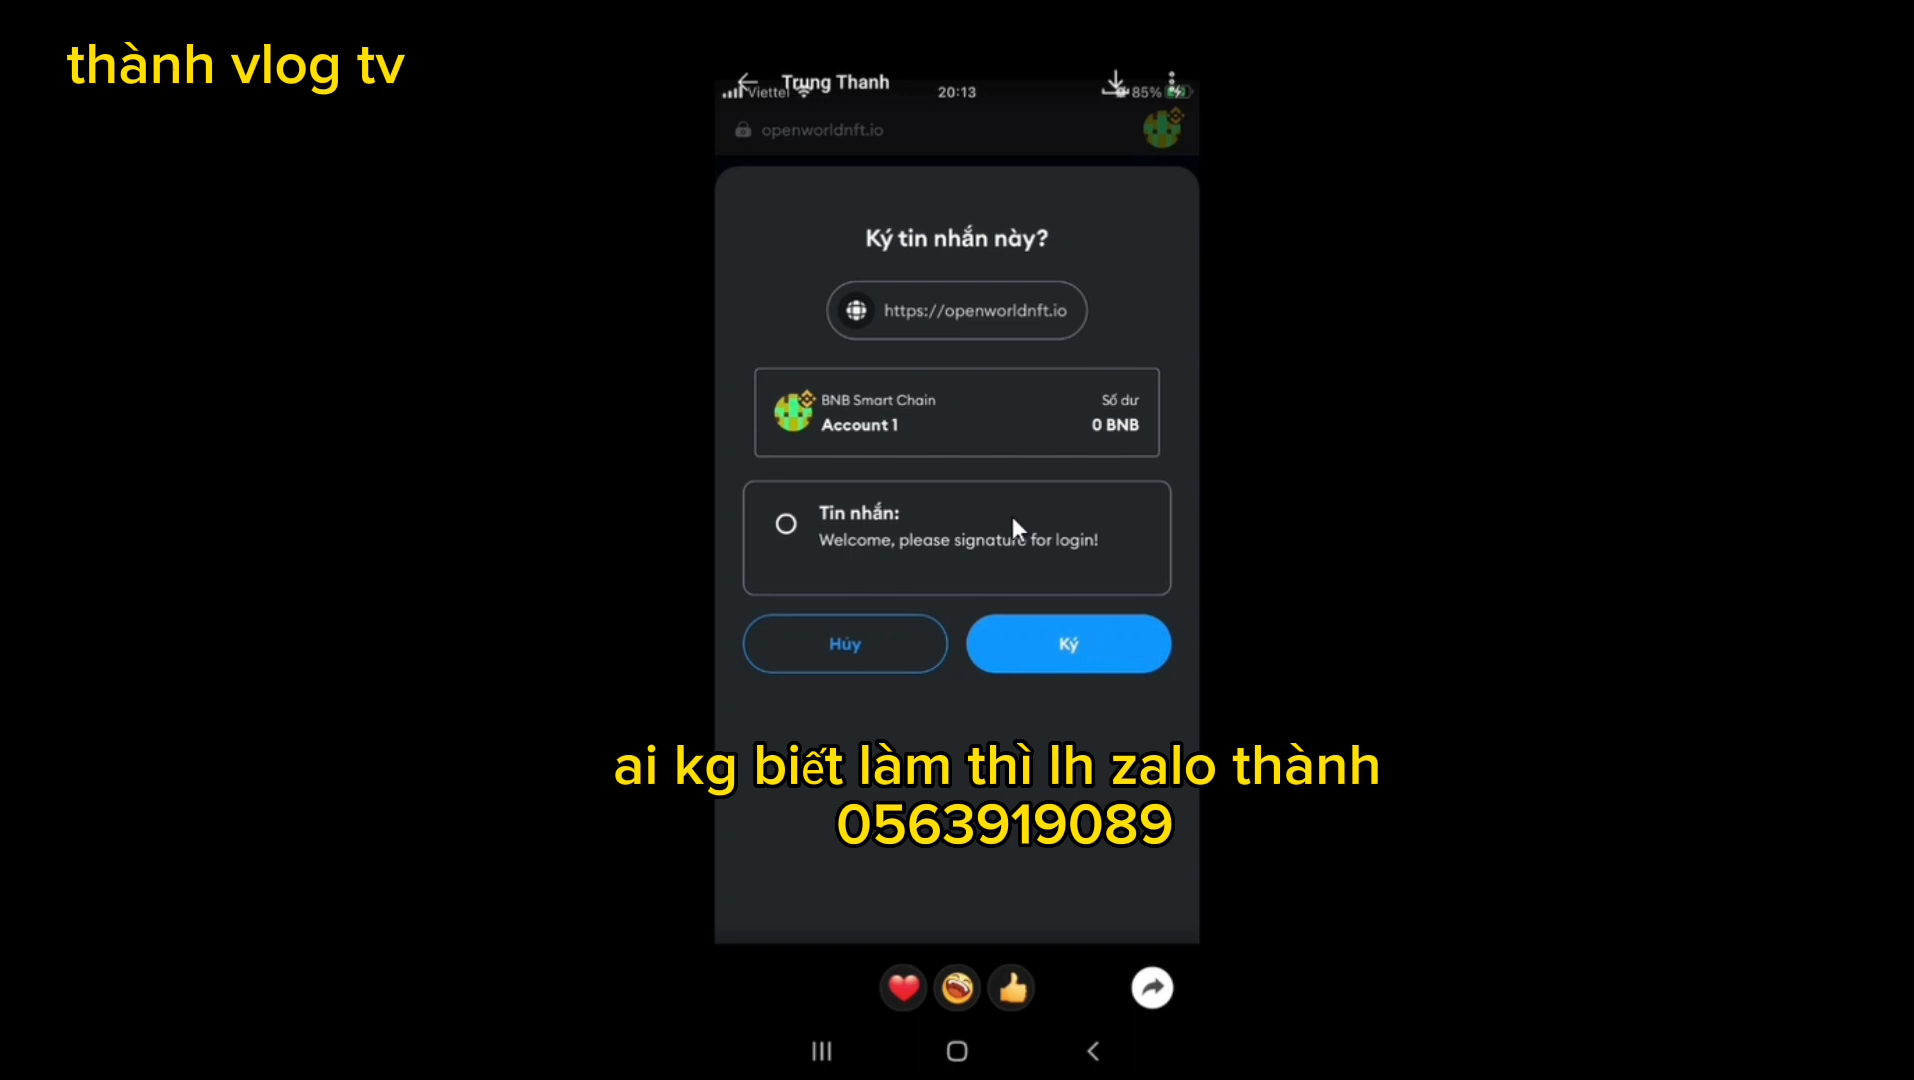 thành vlog tv
Trung Thanh
Viettel
20:13
85%
openworldnft.io
Ký tin nhắn này?
https://openworldnft.io
BNB Smart Chain
Số dư
Account 1
0 BNB
Tin nhắn:
Welcome, please signature for login!
Hủy
Ký
ai kg biết làm thì lh zalo thành
0563919089